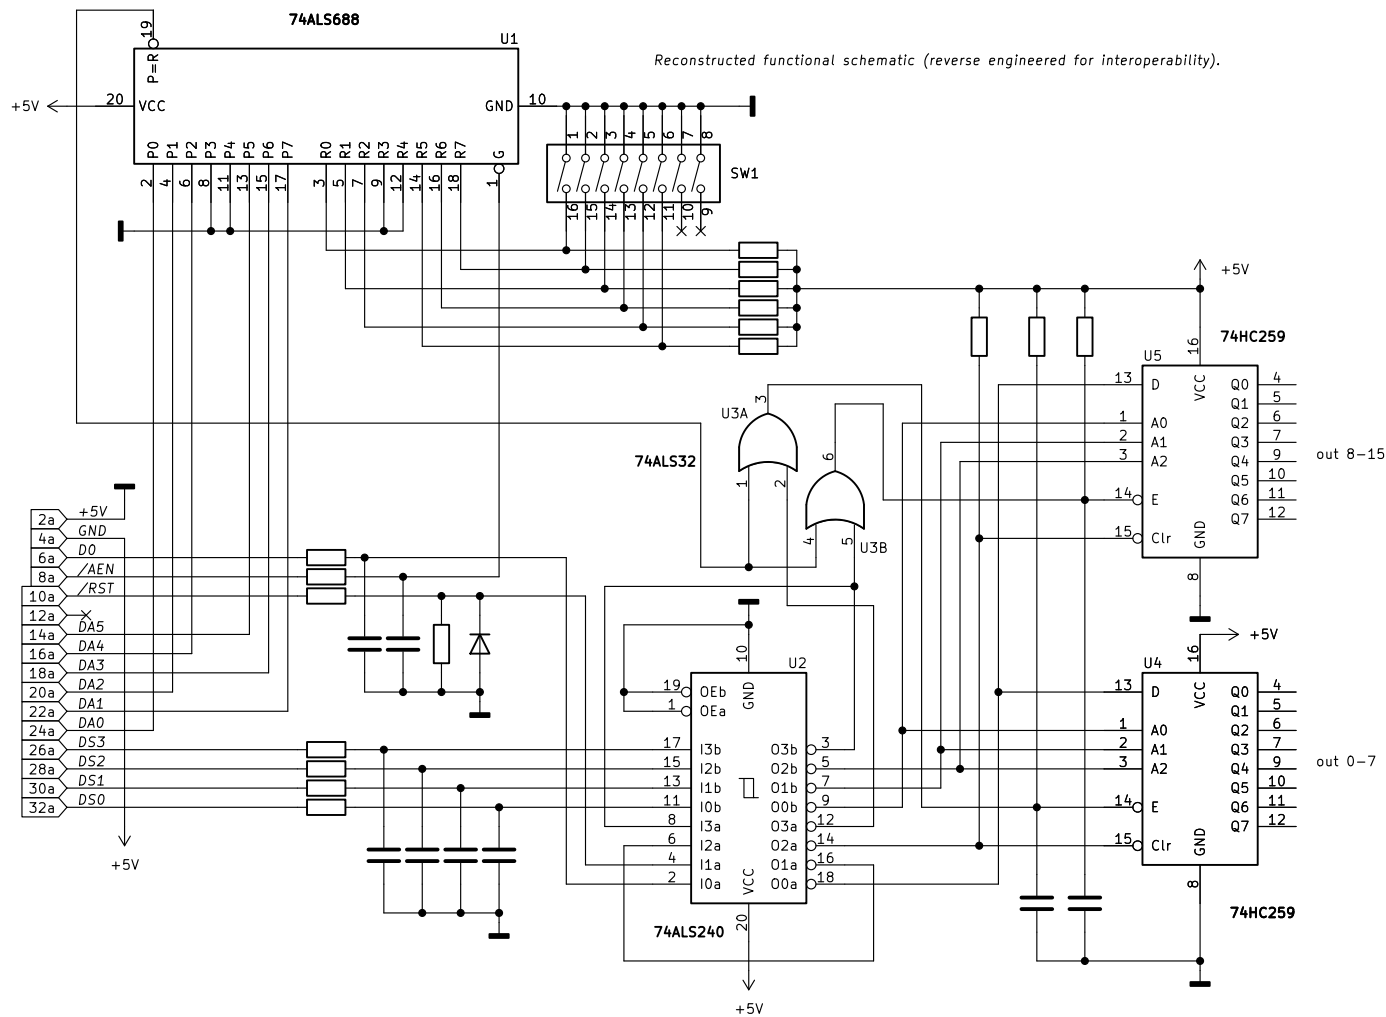 74ALS688
U1
19
P=R
+5V
20
VCC
GND
10
P0
P1
P2
P3
P4
P5
P6
P7
R0
R1
R2
R3
R4
R5
R6
R7
G
2
4
6
8
11
13
15
17
3
5
7
9
12
14
16
18
1
Reconstructed functional schematic (reverse engineered for interoperability).
1
2
3
4
5
6
7
8
SW1
16
15
14
13
12
11
10
9
+5V
74HC259
U5
16
VCC
13
D
1
A0
2
A1
3
A2
14
E
15
Clr
GND
8
Q0
4
Q1
5
Q2
6
Q3
7
Q4
9
Q5
10
Q6
11
Q7
12
out 8-15
U3A
3
1
2
74ALS32
6
4
5
U3B
2a
+5V
4a
GND
6a
D0
8a
/AEN
10a
/RST
12a
14a
DA5
16a
DA4
18a
DA3
20a
DA2
22a
DA1
24a
DA0
26a
DS3
28a
DS2
30a
DS1
32a
DS0
+5V
U2
10
GND
19
OEb
1
OEa
17
I3b
O3b
3
15
I2b
O2b
5
13
I1b
O1b
7
11
I0b
O0b
9
8
I3a
O3a
12
6
I2a
O2a
14
4
I1a
O1a
16
2
I0a
O0a
18
VCC
20
74ALS240
+5V
+5V
U4
16
VCC
13
D
1
A0
2
A1
3
A2
14
E
15
Clr
GND
8
Q0
4
Q1
5
Q2
6
Q3
7
Q4
9
Q5
10
Q6
11
Q7
12
out 0-7
74HC259